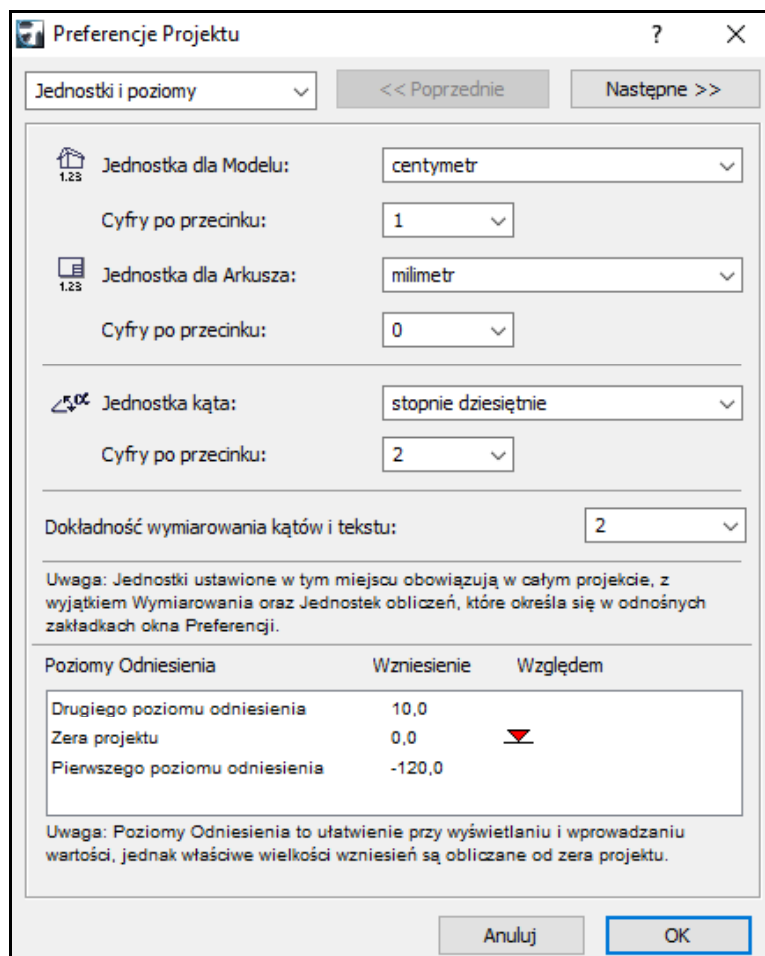 Preferencje Projektu ?
Jednostki i poziomy << Poprzednie Następne >>
1.23 Jednostka dla Modelu: centymetr
Cyfry po przecinku: 1
1.23 Jednostka dla Arkusza: milimetr
Cyfry po przecinku: 0
α Jednostka kąta: stopnie dziesiętnie
Cyfry po przecinku: 2
Dokładność wymiarowania kątów i tekstu: 2
Uwaga: Jednostki ustawione w tym miejscu obowiązują w całym projekcie, z
wyjątkiem Wymiarowania oraz Jednostek obliczeń, które określa się w odnośnych
zakładkach okna Preferencji.
Poziomy Odniesienia Wzniesienie Względem
Drugiego poziomu odniesienia 10,0
Zera projektu 0,0
Pierwszego poziomu odniesienia -120,0
Uwaga: Poziomy Odniesienia to ułatwienie przy wyświetlaniu i wprowadzaniu
wartości, jednak właściwe wielkości wzniesień są obliczane od zera projektu.
Anuluj OK